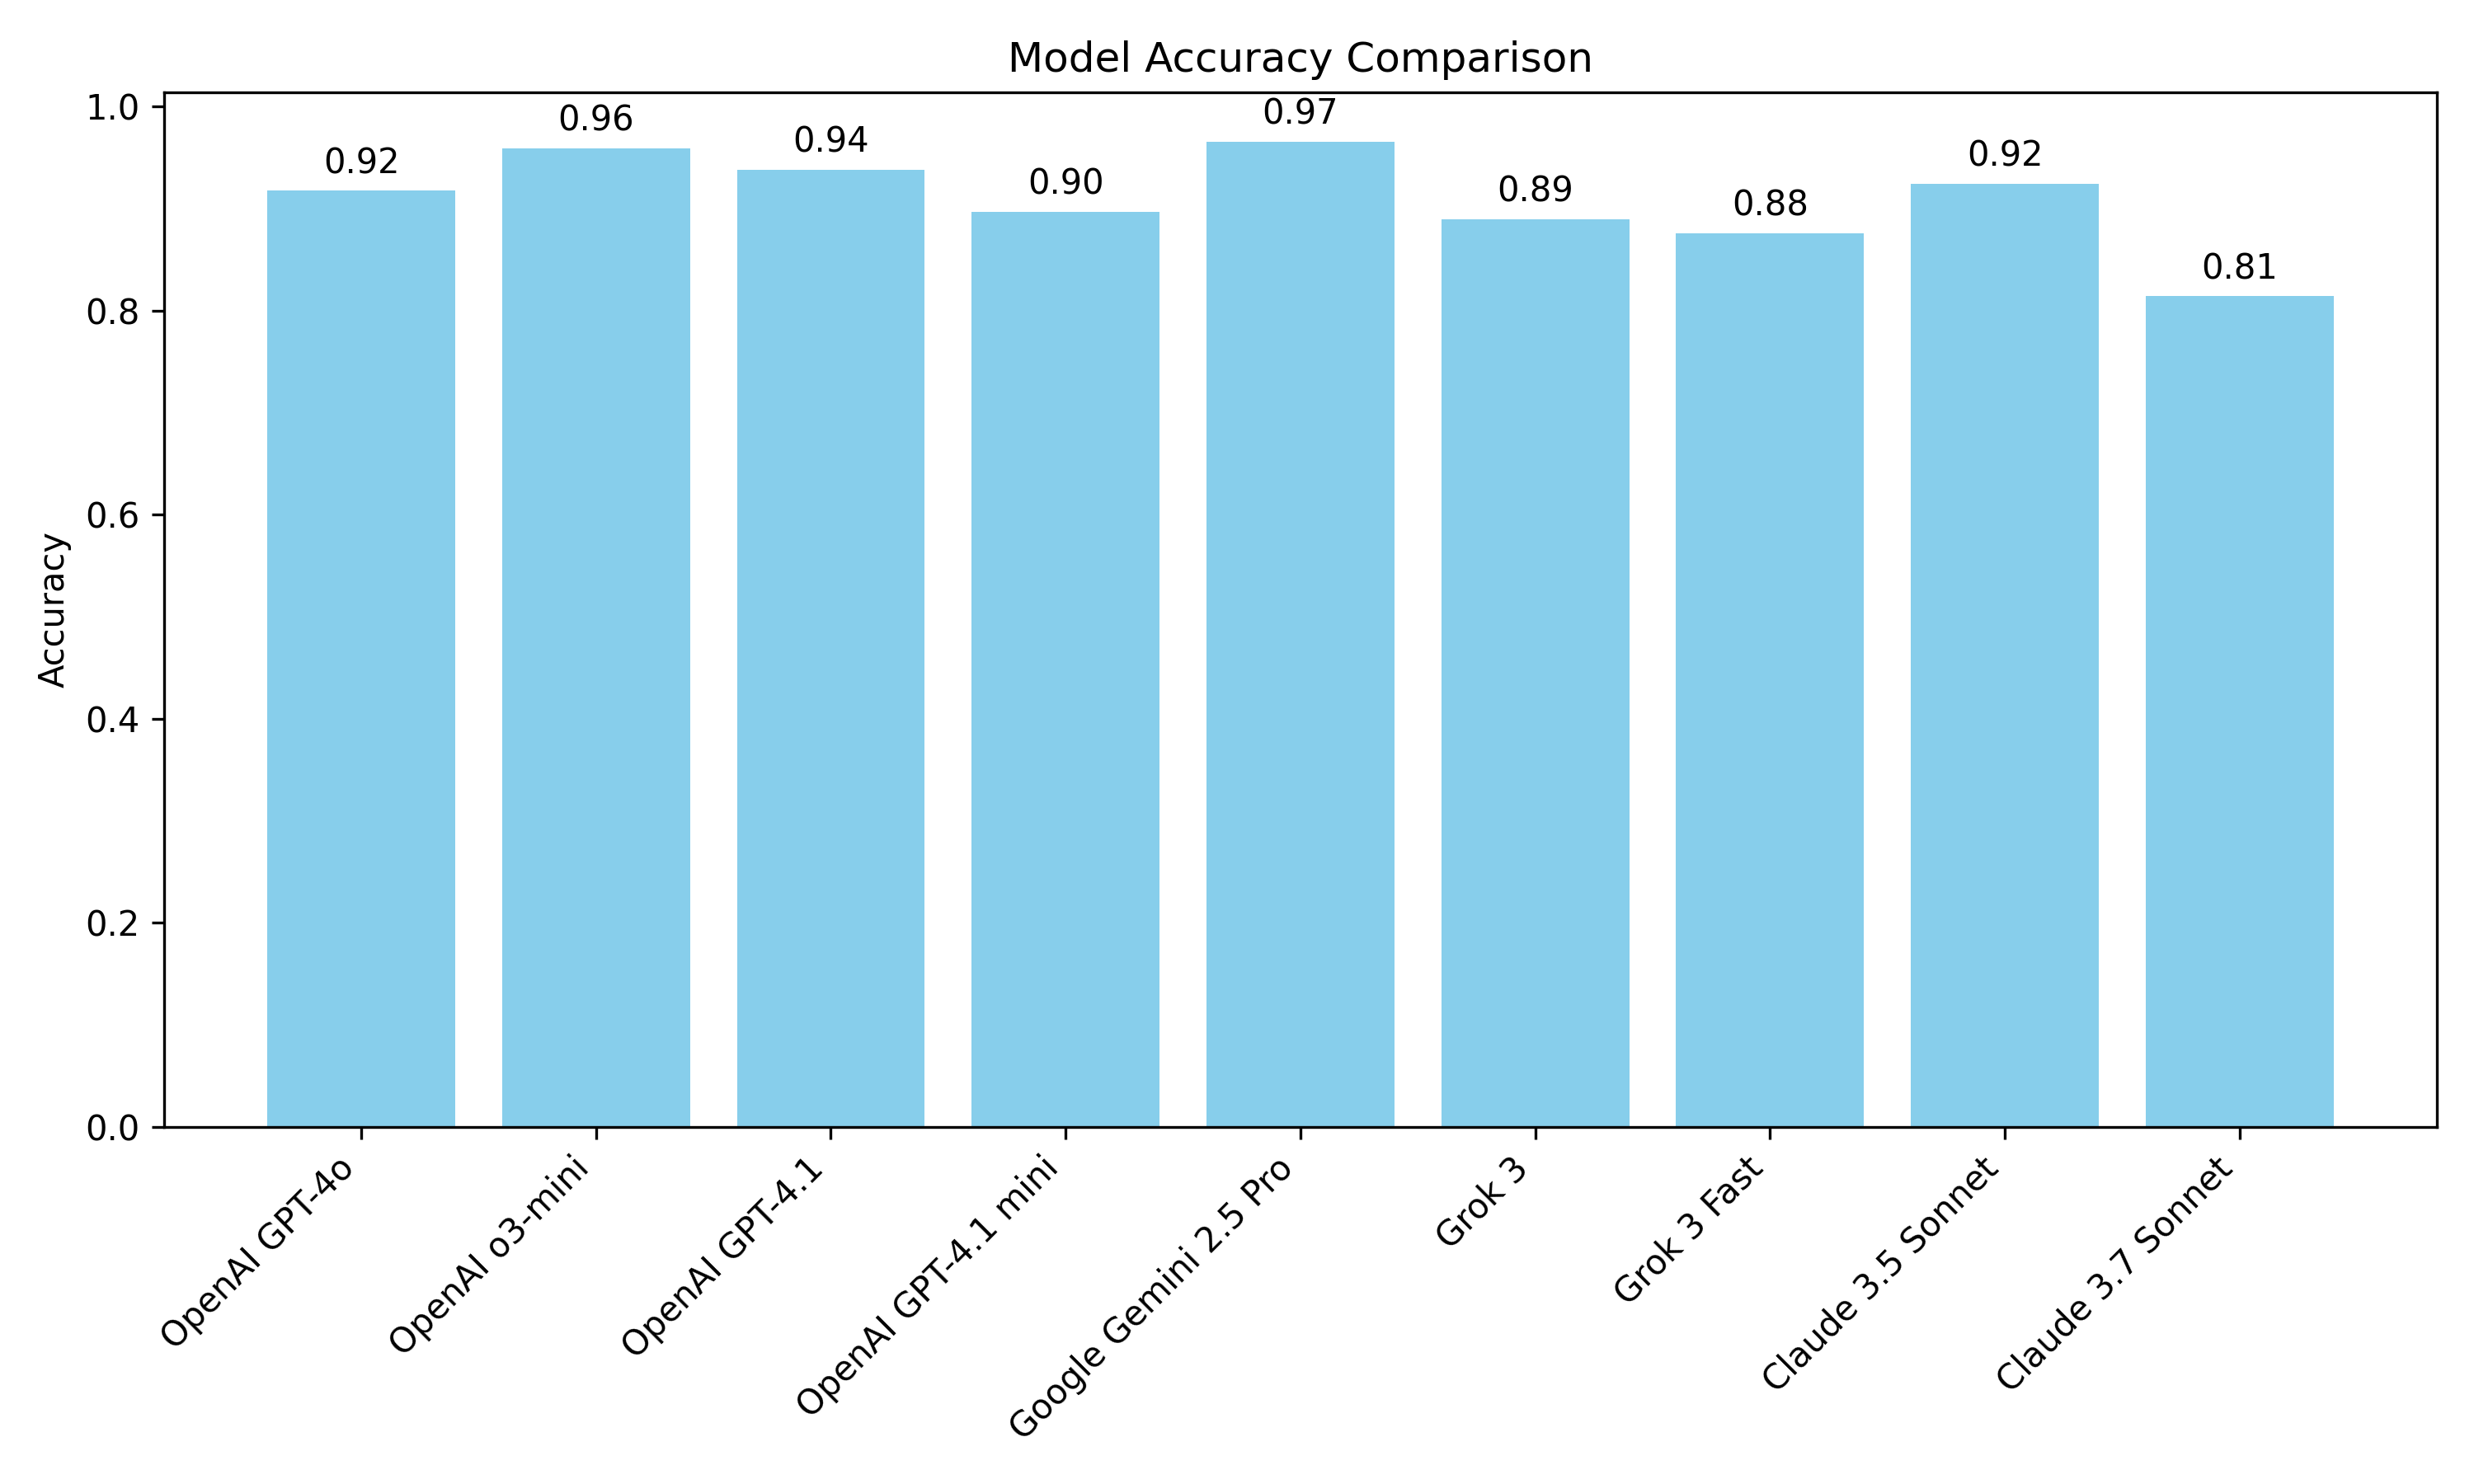 Model Accuracy Comparison
Accuracy
1.0
0.8
0.6
0.4
0.2
0.0
0.92
0.96
0.94
0.90
0.97
0.89
0.88
0.92
0.81
OpenAI GPT-4o
OpenAI o3-mini
OpenAI GPT-4.1
OpenAI GPT-4.1 mini
Google Gemini 2.5 Pro
Grok 3
Grok 3 Fast
Claude 3.5 Sonnet
Claude 3.7 Sonnet